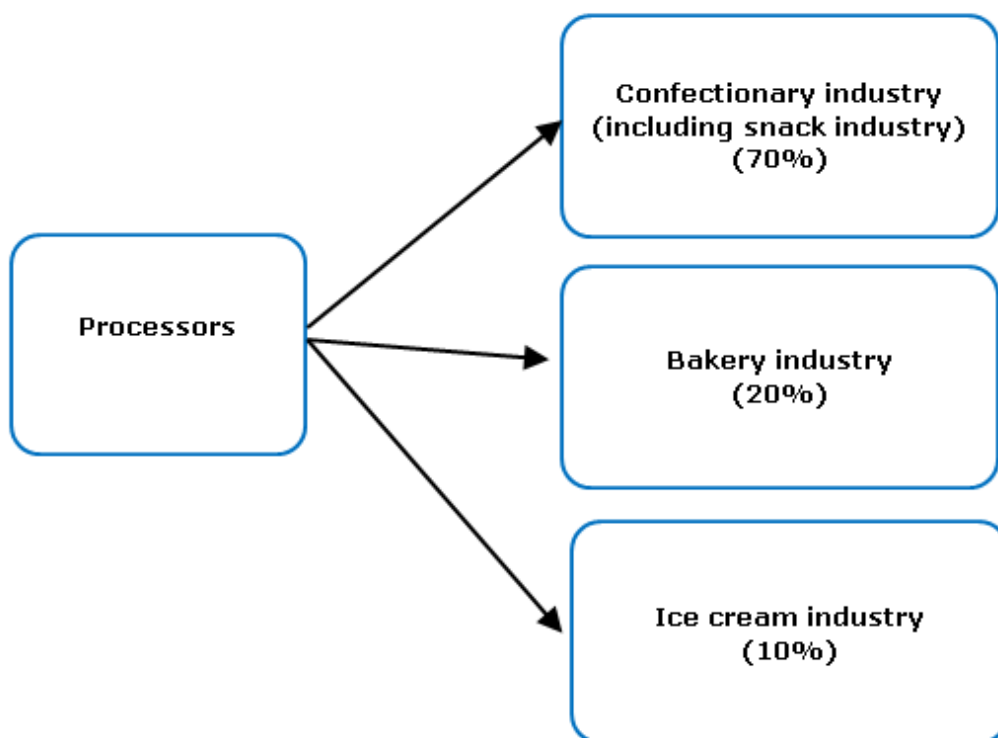 Confectionary industry
(including snack industry)
(70%)
Processors
Bakery industry
(20%)
Ice cream industry
(10%)